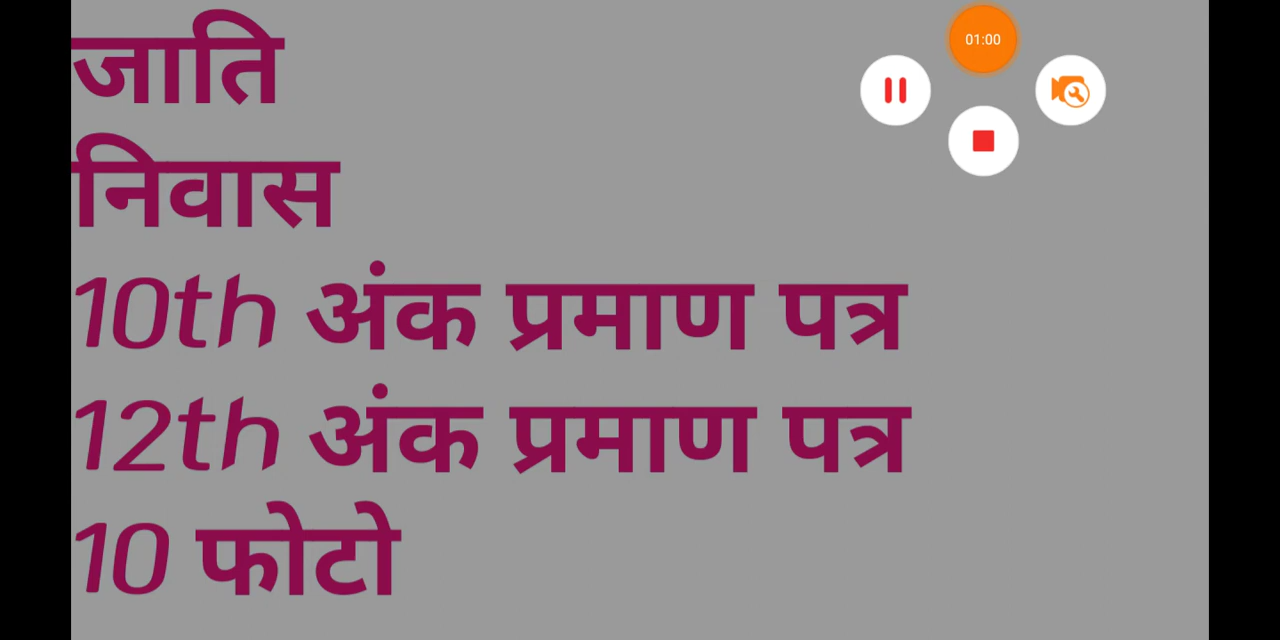 जाति
निवास
10th अंक प्रमाण पत्र
12th अंक प्रमाण पत्र
10 फोटो
01:00